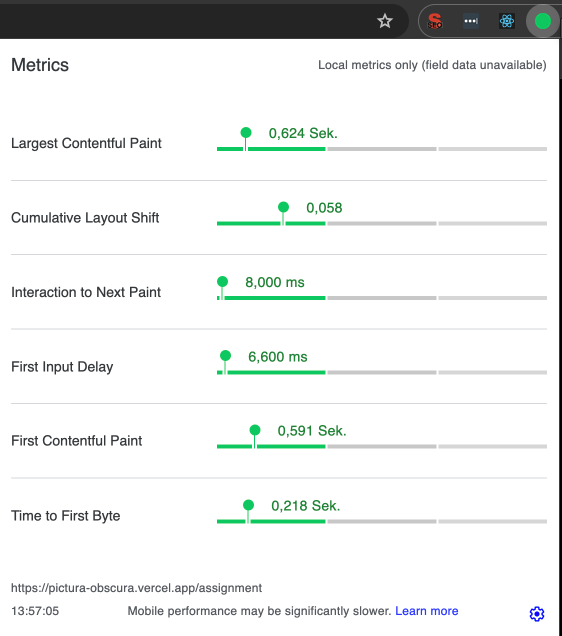 SEO
Metrics
Local metrics only (field data unavailable)
Largest Contentful Paint
0,624 Sek.
Cumulative Layout Shift
0,058
Interaction to Next Paint
8,000 ms
First Input Delay
6,600 ms
First Contentful Paint
0,591 Sek.
Time to First Byte
0,218 Sek.
https://pictura-obscura.vercel.app/assignment
13:57:05
Mobile performance may be significantly slower. Learn more